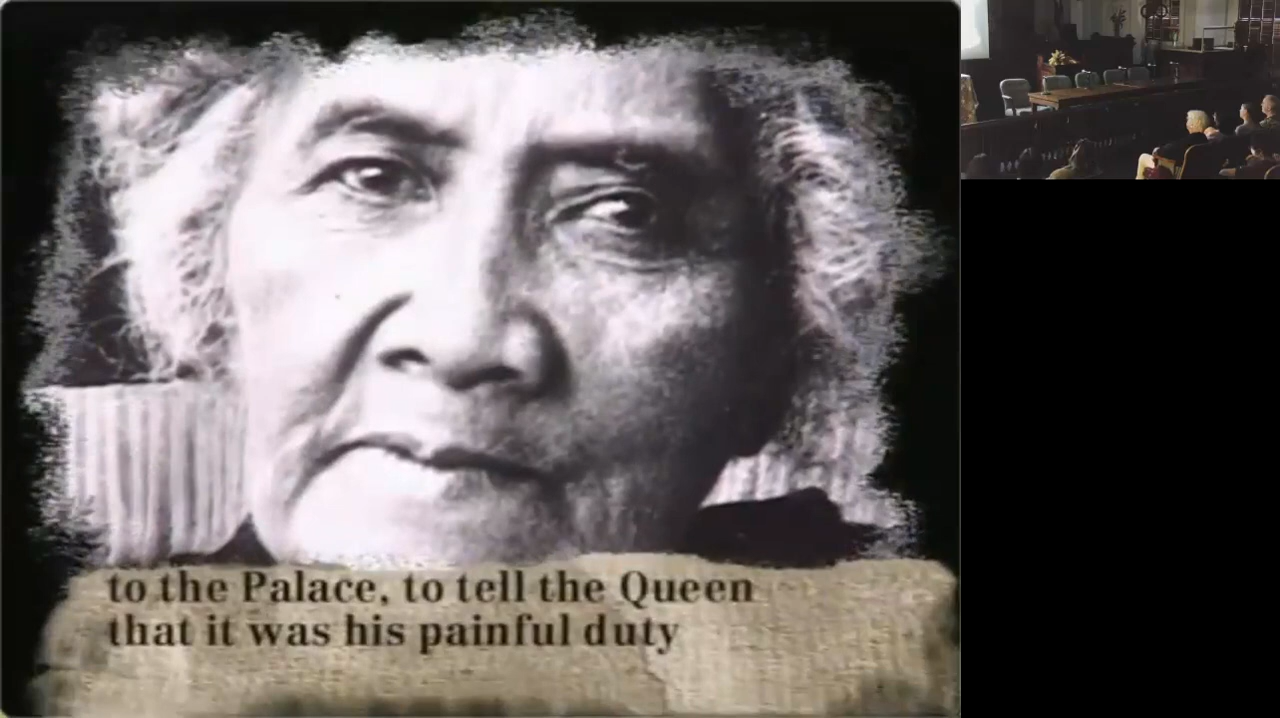 to the Palace, to tell the Queen
that it was his painful duty